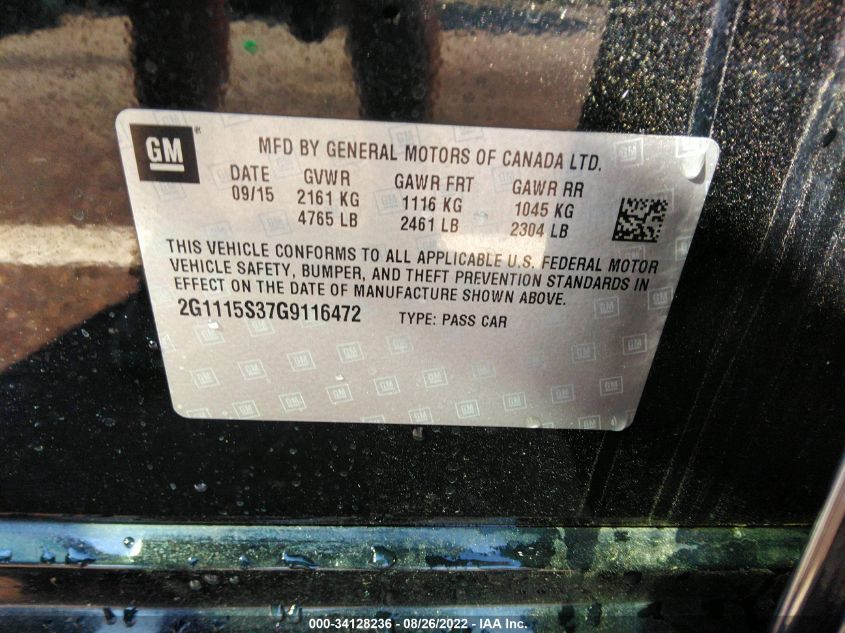 GM
MFD BY GENERAL MOTORS OF CANADA LTD.
DATE GVWR GAWR FRT GAWR RR
09/15 2161 KG 1116 KG 1045 KG
4765 LB 2461 LB 2304 LB
THIS VEHICLE CONFORMS TO ALL APPLICABLE U.S. FEDERAL MOTOR
VEHICLE SAFETY, BUMPER, AND THEFT PREVENTION STANDARDS IN
EFFECT ON THE DATE OF MANUFACTURE SHOWN ABOVE.
2G1115S37G9116472 TYPE: PASS CAR
000-34128236 - 08/26/2022 - IAA Inc.